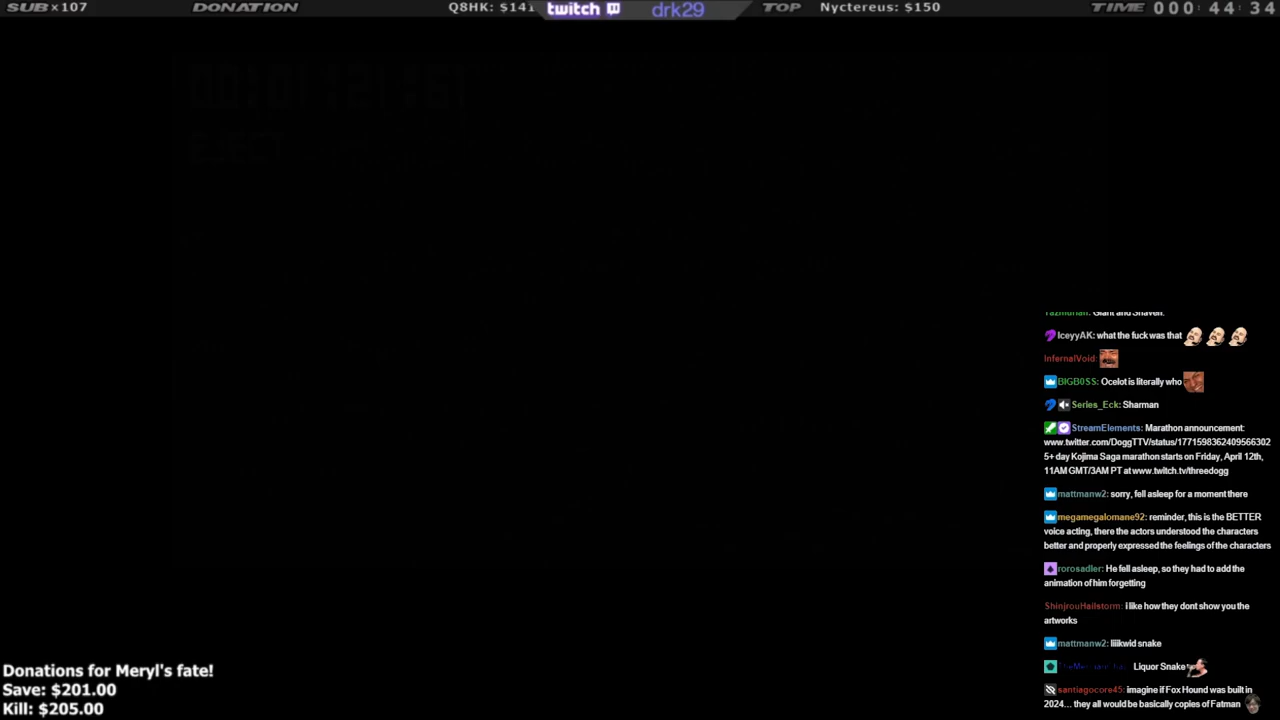 SUB×107 DONATION Q8HK: $141 twitch drk29 TOP Nyctereus: $150 TIME 000:44:34
EJECT
IceyyAK: what the fuck was that
InfernalVoid:
BIGB0SS: Ocelot is literally who
Series_Eck: Sharman
StreamElements: Marathon announcement:
www.twitter.com/DoggTTV/status/1771598362409566302
5+ day Kojima Saga marathon starts on Friday, April 12th,
11AM GMT/3AM PT at www.twitch.tv/threedogg
mattmanw2: sorry, fell asleep for a moment there
megamegalomane92: reminder, this is the BETTER
voice acting, there the actors understood the characters
better and properly expressed the feelings of the characters
rorosadler: He fell asleep, so they had to add the
animation of him forgetting
ShinjrouHailstorm: i like how they dont show you the
artworks
mattmanw2: liiikwid snake
Liquor Snake
santiagocore45: imagine if Fox Hound was built in
2024... they all would be basically copies of Fatman
Donations for Meryl's fate!
Save: $201.00
Kill: $205.00